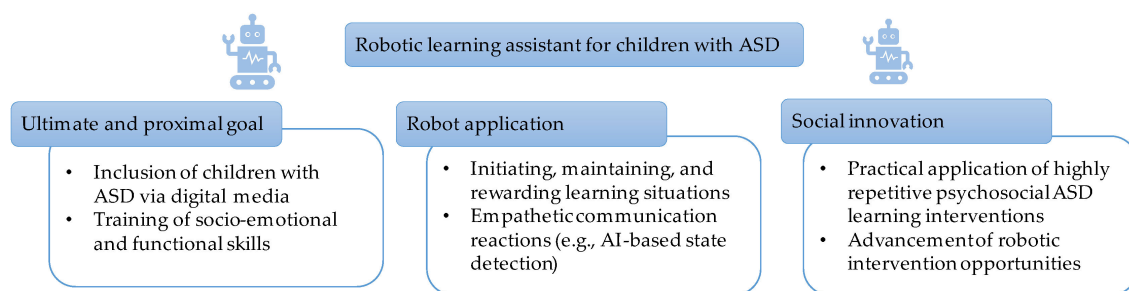 Robotic learning assistant for children with ASD
Ultimate and proximal goal
• Inclusion of children with
ASD via digital media
• Training of socio-emotional
and functional skills
Robot application
• Initiating, maintaining, and
rewarding learning situations
• Empathetic communication
reactions (e.g., AI-based state
detection)
Social innovation
• Practical application of highly
repetitive psychosocial ASD
learning interventions
• Advancement of robotic
intervention opportunities